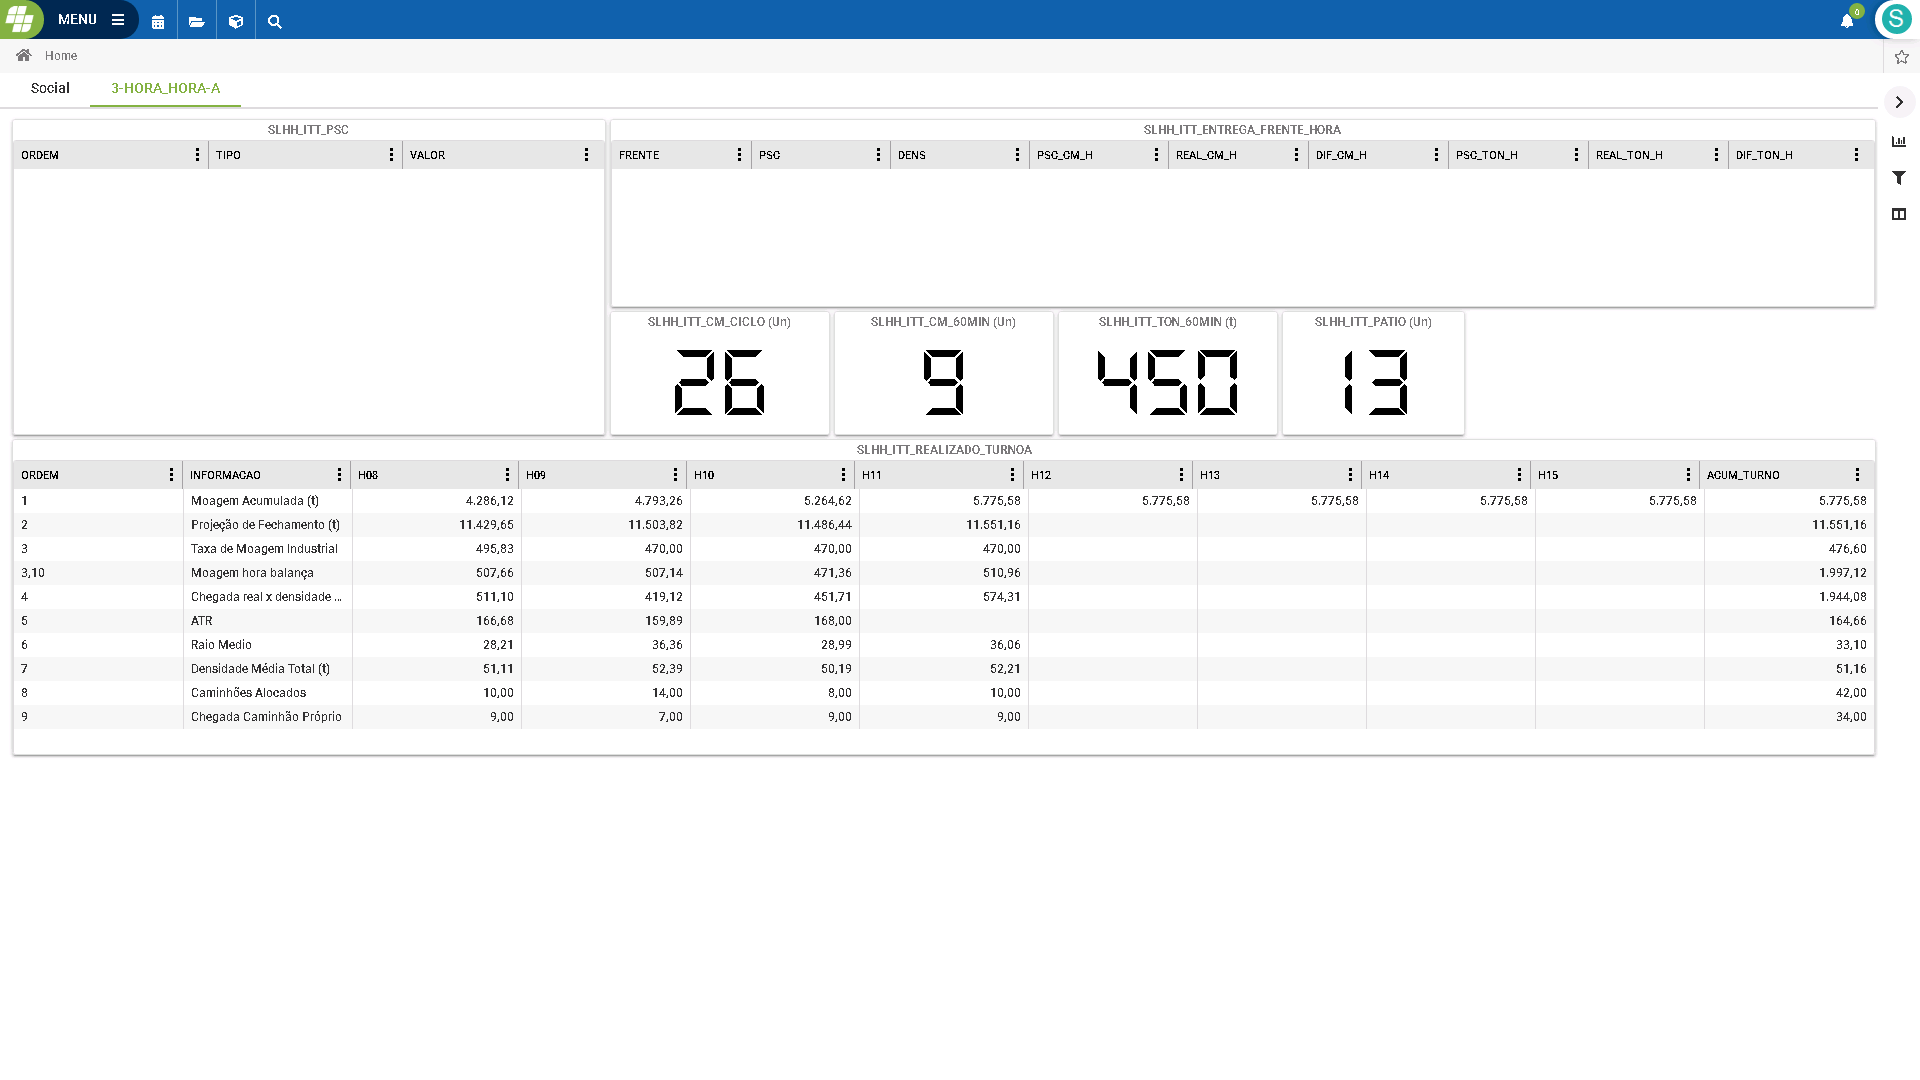 MENU
0
S
Home
Social 3-HORA_HORA-A
SLHH_ITT_PSC
ORDEM TIPO VALOR
SLHH_ITT_ENTREGA_FRENTE_HORA
FRENTE PSC DENS PSC_CM_H REAL_CM_H DIF_CM_H PSC_TON_H REAL_TON_H DIF_TON_H
SLHH_ITT_CM_CICLO (Un)
26
SLHH_ITT_CM_60MIN (Un)
9
SLHH_ITT_TON_60MIN (t)
450
SLHH_ITT_PATIO (Un)
13
SLHH_ITT_REALIZADO_TURNOA
ORDEM INFORMACAO H08 H09 H10 H11 H12 H13 H14 H15 ACUM_TURNO
1 Moagem Acumulada (t) 4.286,12 4.793,26 5.264,62 5.775,58 5.775,58 5.775,58 5.775,58 5.775,58 5.775,58
2 Projeção de Fechamento (t) 11.429,65 11.503,82 11.486,44 11.551,16 11.551,16
3 Taxa de Moagem Industrial 495,83 470,00 470,00 470,00 476,60
3,10 Moagem hora balança 507,66 507,14 471,36 510,96 1.997,12
4 Chegada real x densidade ... 511,10 419,12 451,71 574,31 1.944,08
5 ATR 166,68 159,89 168,00 164,66
6 Raio Medio 28,21 36,36 28,99 36,06 33,10
7 Densidade Média Total (t) 51,11 52,39 50,19 52,21 51,16
8 Caminhões Alocados 10,00 14,00 8,00 10,00 42,00
9 Chegada Caminhão Próprio 9,00 7,00 9,00 9,00 34,00